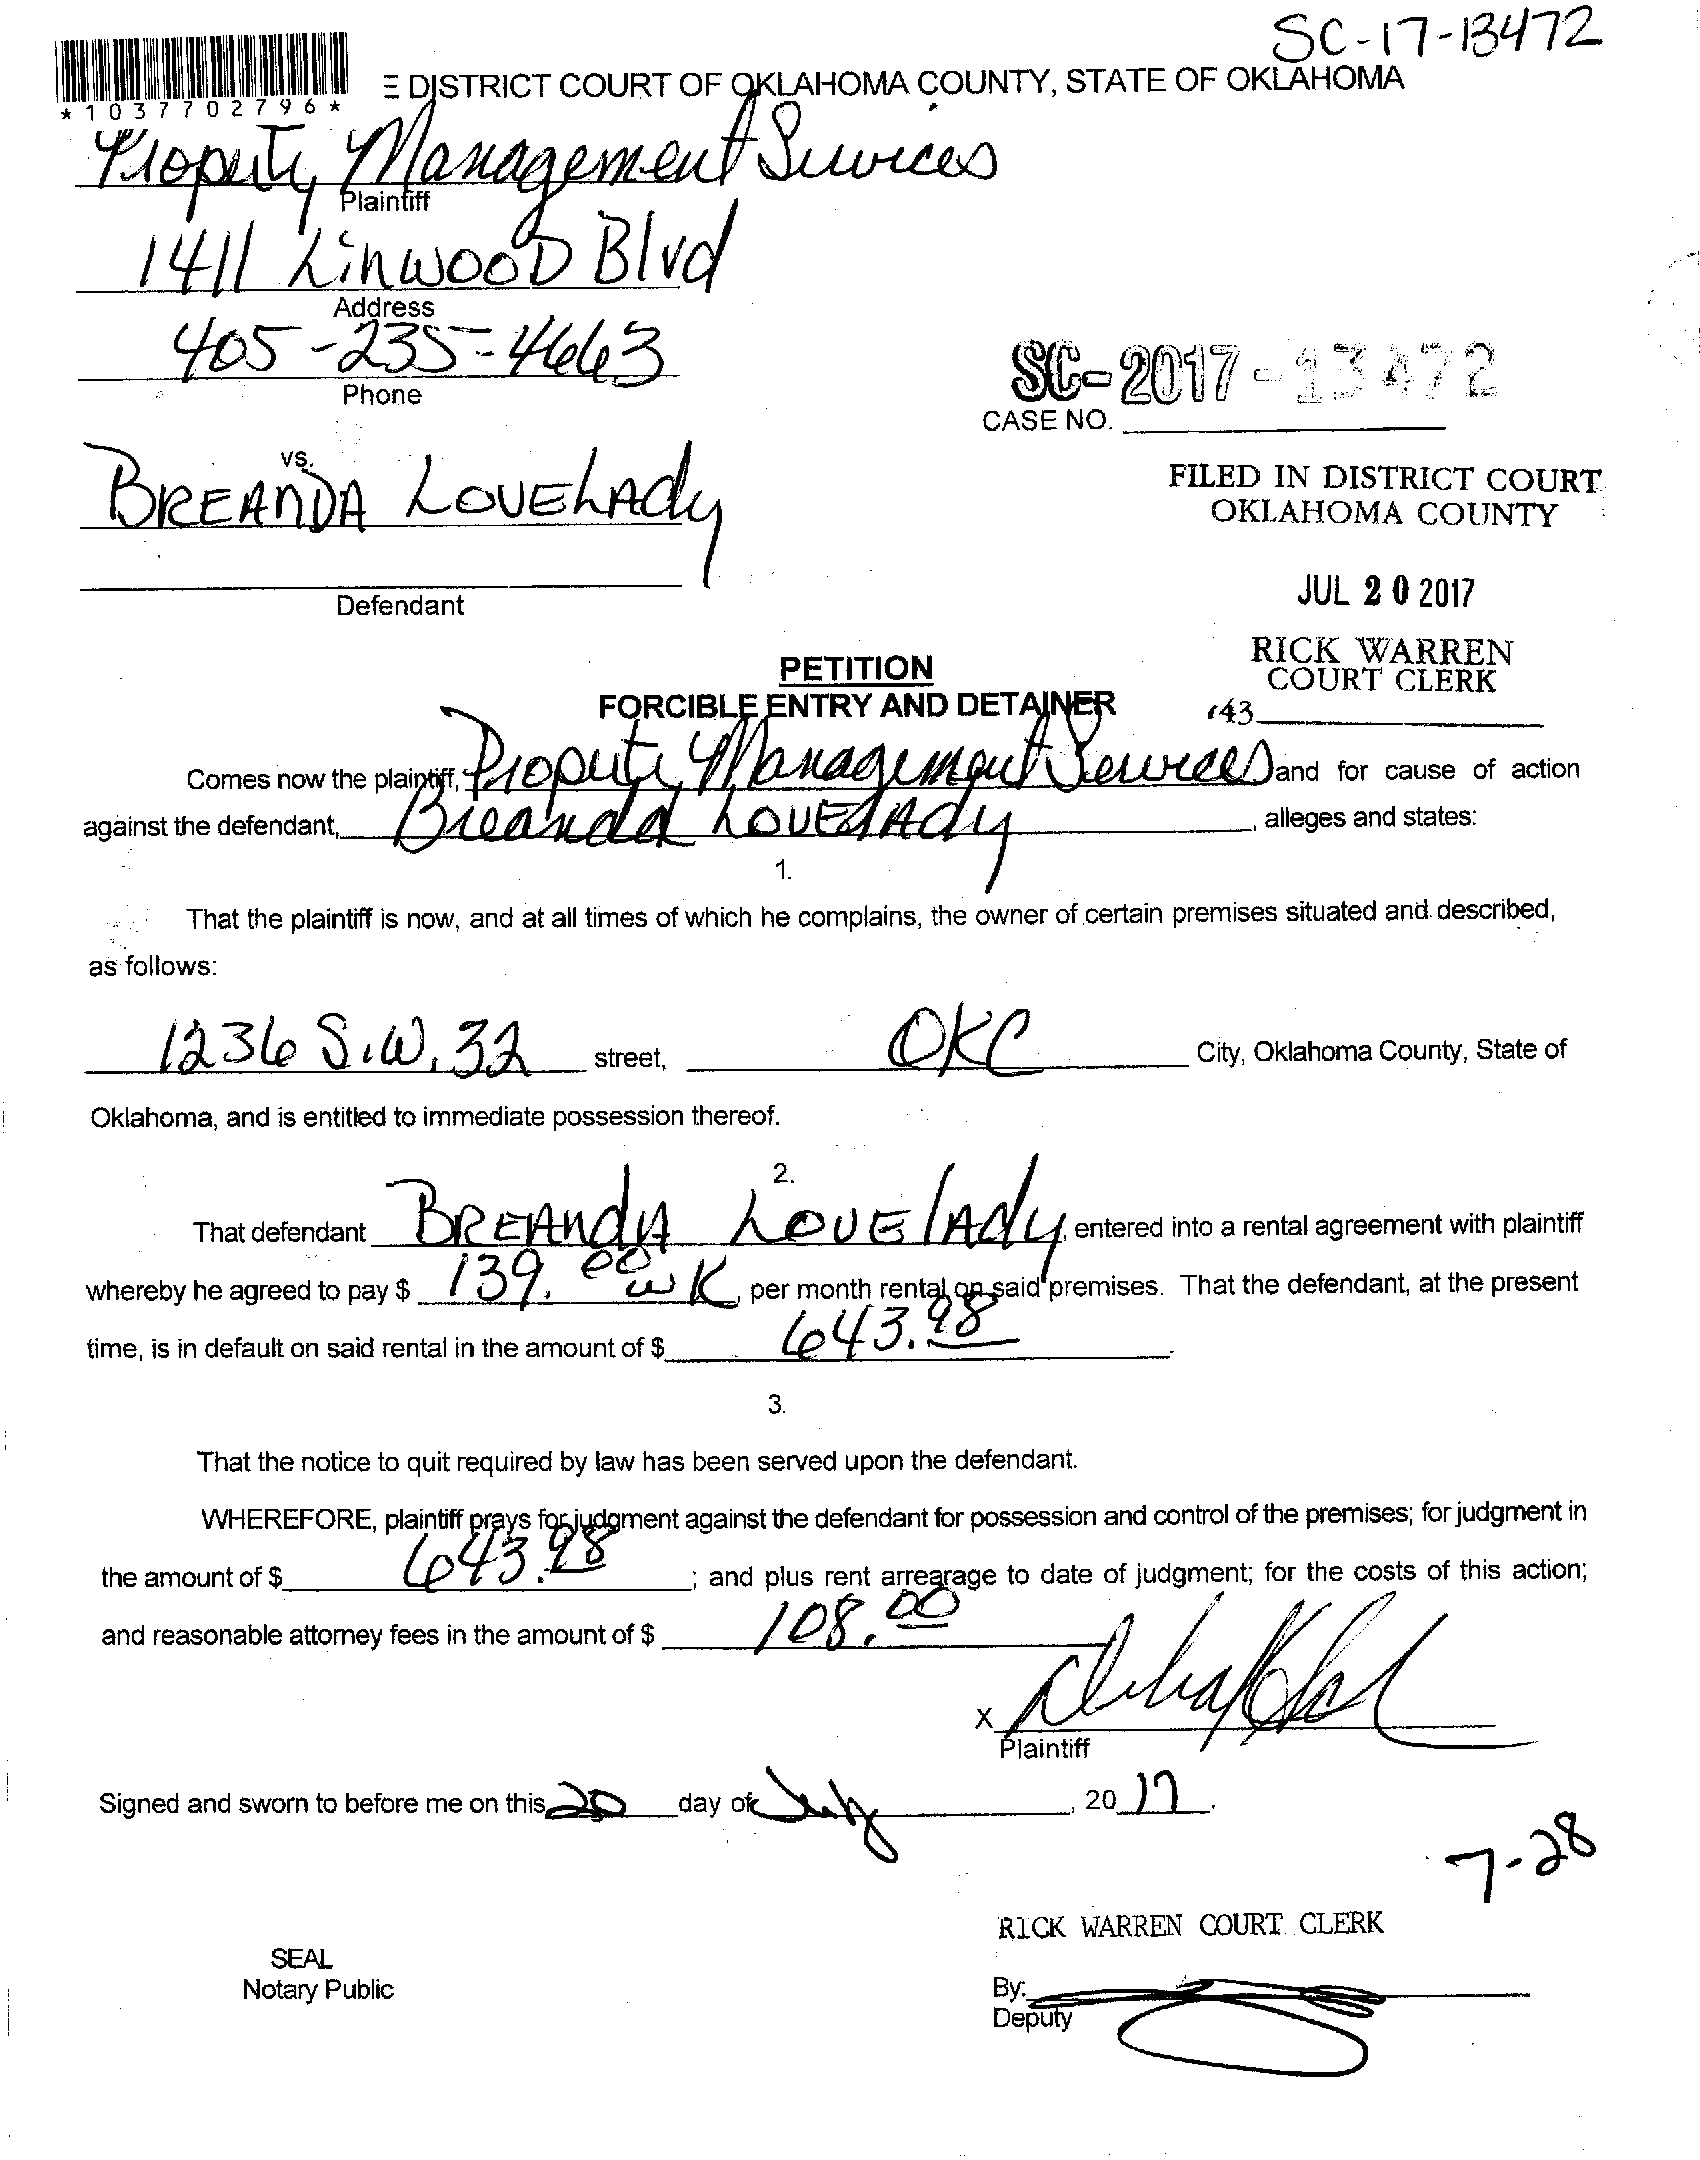 SC-17-13472
E DISTRICT COURT OF OKLAHOMA COUNTY, STATE OF OKLAHOMA
*1037702796*
Property Management Services
Plaintiff
1411 LinwooD Blvd
Address
405-235-4663
Phone
SC-2017-13472
CASE NO.
vs.
BREANDA LOVELADy
FILED IN DISTRICT COURT
OKLAHOMA COUNTY
Defendant
JUL 20 2017
RICK WARREN
COURT CLERK
43
PETITION
FORCIBLE ENTRY AND DETAINER
Comes now the plaintiff, Property Management Services and for cause of action
against the defendant, Breanda LOVELADy, alleges and states:
1.
That the plaintiff is now, and at all times of which he complains, the owner of certain premises situated and described,
as follows:
1236 S.W. 32 street, OKC City, Oklahoma County, State of
Oklahoma, and is entitled to immediate possession thereof.
2.
That defendant BREANdA LOVElADy, entered into a rental agreement with plaintiff
whereby he agreed to pay $ 139.00 wK, per month rental on said premises. That the defendant, at the present
time, is in default on said rental in the amount of $ 643.98.
3.
That the notice to quit required by law has been served upon the defendant.
WHEREFORE, plaintiff prays for judgment against the defendant for possession and control of the premises; for judgment in
the amount of $ 643.98; and plus rent arrearage to date of judgment; for the costs of this action;
and reasonable attorney fees in the amount of $ 108.00
X
Plaintiff
Signed and sworn to before me on this 20 day of July, 20 17.
7-28
RICK WARREN COURT CLERK
SEAL
Notary Public
By:
Deputy